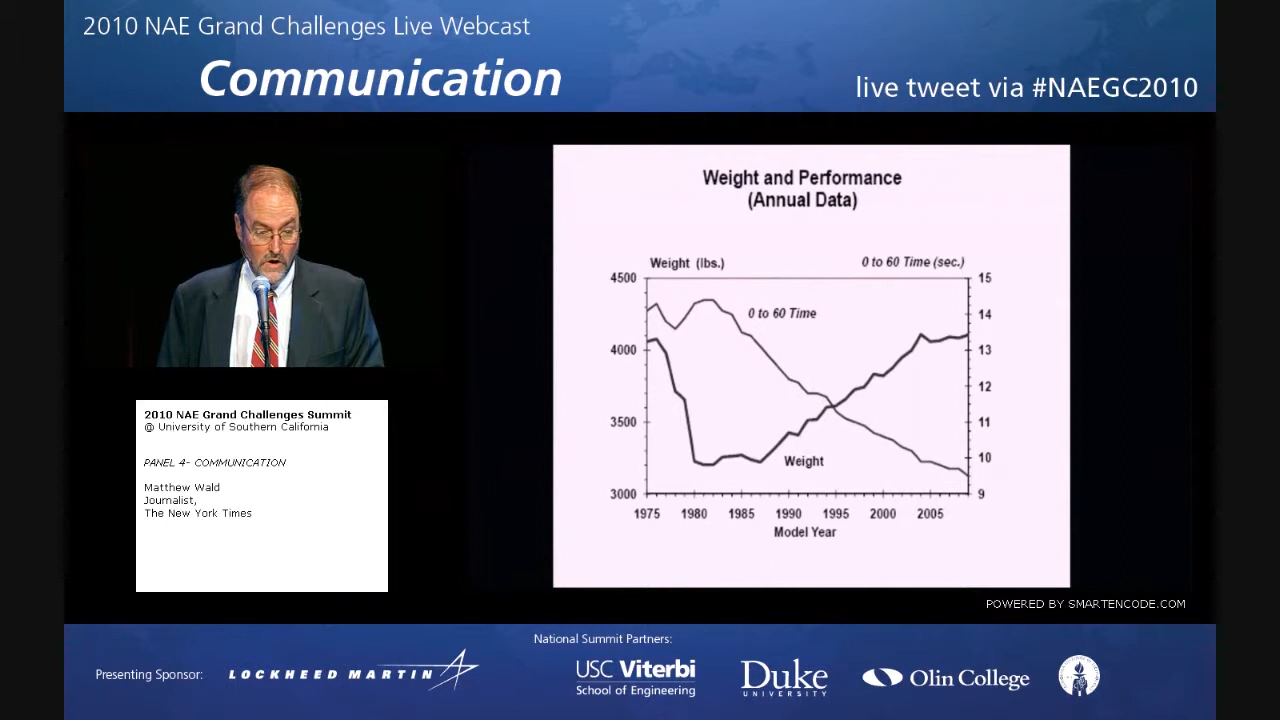 2010 NAE Grand Challenges Live Webcast
Communication
live tweet via #NAEGC2010
Weight and Performance
(Annual Data)
Weight (lbs.)
0 to 60 Time (sec.)
4500
4000
3500
3000
0 to 60 Time
Weight
15
14
13
12
11
10
9
1975 1980 1985 1990 1995 2000 2005
Model Year
2010 NAE Grand Challenges Summit
@ University of Southern California
PANEL 4- COMMUNICATION
Matthew Wald
Journalist,
The New York Times
POWERED BY SMARTENCODE.COM
National Summit Partners:
Presenting Sponsor:
LOCKHEED MARTIN
USC Viterbi
School of Engineering
Duke
UNIVERSITY
Olin College